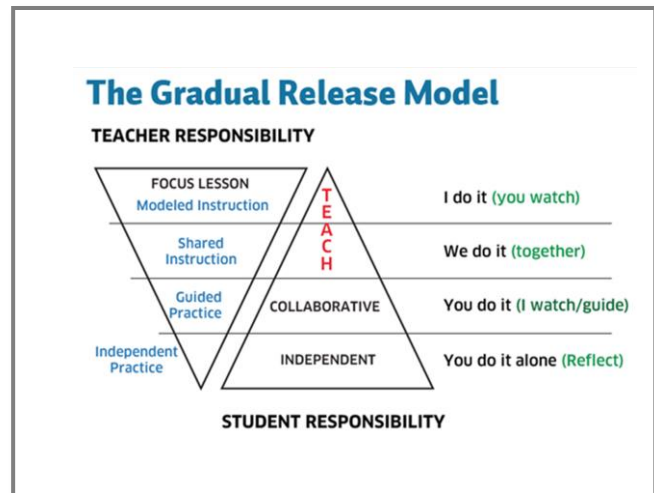 The Gradual Release Model
TEACHER RESPONSIBILITY
FOCUS LESSON
Modeled Instruction
TEACH
I do it (you watch)
Shared
Instruction
We do it (together)
Guided
Practice
COLLABORATIVE
You do it (I watch/guide)
Independent
Practice
INDEPENDENT
You do it alone (Reflect)
STUDENT RESPONSIBILITY